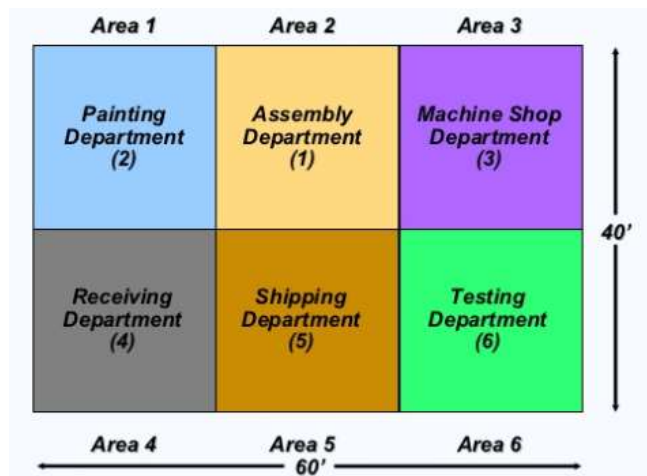 Area 1 Area 2 Area 3
Painting Department (2)
Assembly Department (1)
Machine Shop Department (3)
40'
Receiving Department (4)
Shipping Department (5)
Testing Department (6)
Area 4 Area 5 Area 6
60'